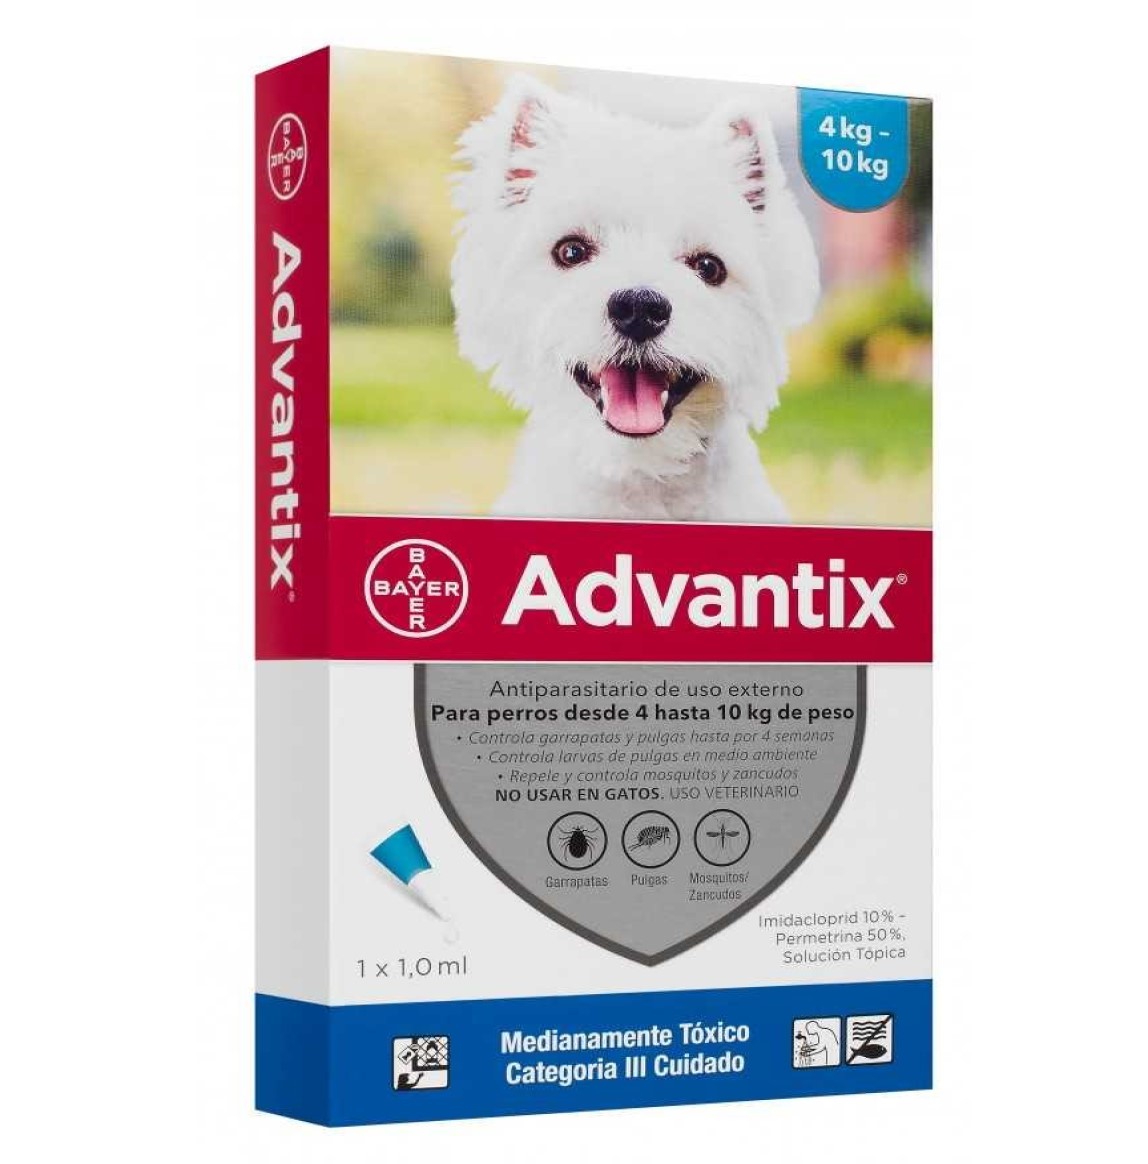 4 kg -
10 kg
BAYER
BAYER
Advantix®
BAYER
BAYER
Advantix®
Antiparasitario de uso externo
Para perros desde 4 hasta 10 kg de peso
• Controla garrapatas y pulgas hasta por 4 semanas
• Controla larvas de pulgas en medio ambiente
• Repele y controla mosquitos y zancudos
NO USAR EN GATOS. USO VETERINARIO
Garrapatas
Pulgas
Mosquitos/
Zancudos
Imidacloprid 10% -
Permetrina 50%.
Solución Tópica
1 x 1,0 ml
Medianamente Tóxico
Categoria III Cuidado